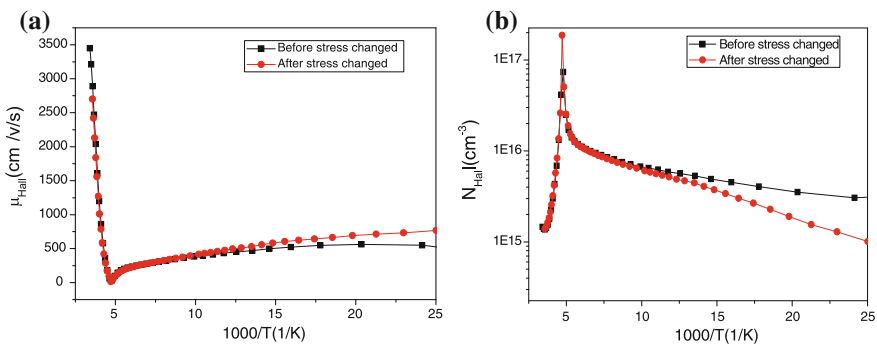 (a)
Before stress changed
After stress changed
μHall(cm /v/s)
3500
3000
2500
2000
1500
1000
500
0
5
10
15
20
25
1000/T(1/K)
(b)
Before stress changed
After stress changed
NHall(cm-3)
1E17
1E16
1E15
5
10
15
20
25
1000/T(1/K)